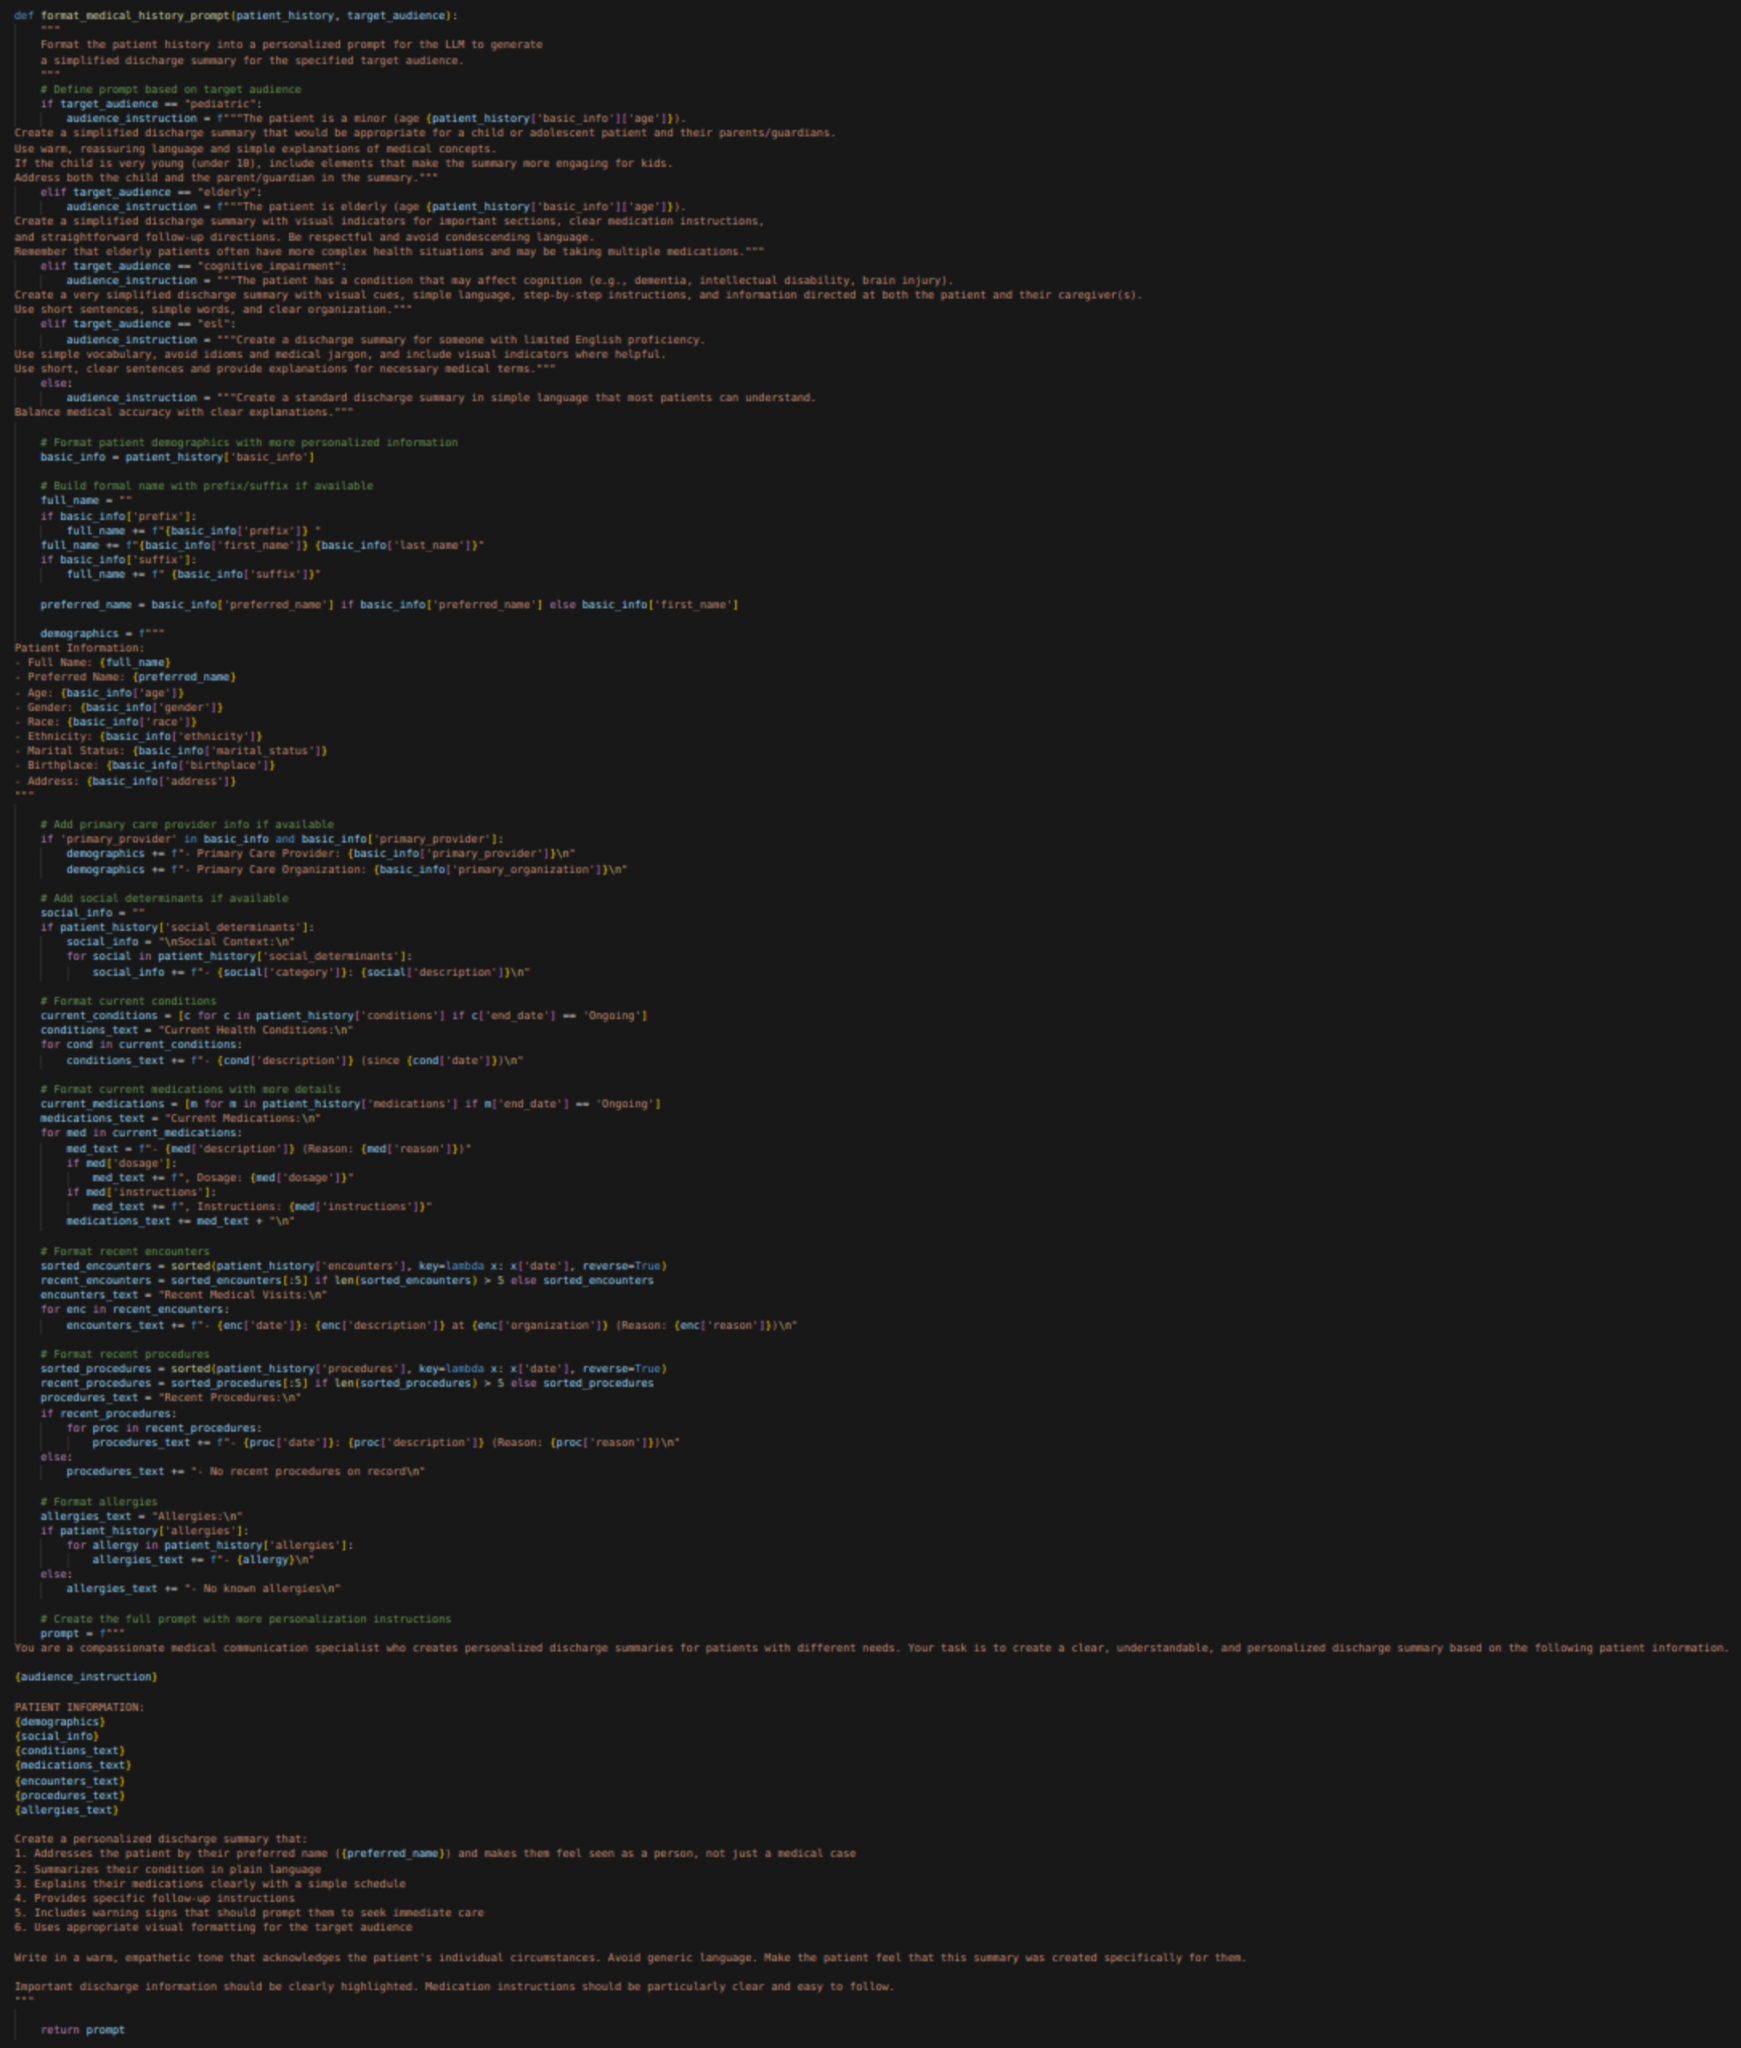 def format_medical_history_prompt(patient_history, target_audience):
    """
    Format the patient history into a personalized prompt for the LLM to generate
    a simplified discharge summary for the specified target audience.
    """
    # Define prompt based on target audience
    if target_audience == "pediatric":
        audience_instruction = f"""The patient is a minor (age {patient_history['basic_info']['age']}).
Create a simplified discharge summary that would be appropriate for a child or adolescent patient and their parents/guardians.
Use warm, reassuring language and simple explanations of medical concepts.
If the child is very young (under 10), include elements that make the summary more engaging for kids.
Address both the child and the parent/guardian in the summary."""
    elif target_audience == "elderly":
        audience_instruction = f"""The patient is elderly (age {patient_history['basic_info']['age']}).
Create a simplified discharge summary with visual indicators for important sections, clear medication instructions,
and straightforward follow-up directions. Be respectful and avoid condescending language.
Remember that elderly patients often have more complex health situations and may be taking multiple medications."""
    elif target_audience == "cognitive_impairment":
        audience_instruction = """The patient has a condition that may affect cognition (e.g., dementia, intellectual disability, brain injury).
Create a very simplified discharge summary with visual cues, simple language, step-by-step instructions, and information directed at both the patient and their caregiver(s).
Use short sentences, simple words, and clear organization."""
    elif target_audience == "esl":
        audience_instruction = """Create a discharge summary for someone with limited English proficiency.
Use simple vocabulary, avoid idioms and medical jargon, and include visual indicators where helpful.
Use short, clear sentences and provide explanations for necessary medical terms."""
    else:
        audience_instruction = """Create a standard discharge summary in simple language that most patients can understand.
Balance medical accuracy with clear explanations."""
    # Format patient demographics with more personalized information
    basic_info = patient_history['basic_info']
    # Build formal name with prefix/suffix if available
    full_name = ""
    if basic_info['prefix']:
        full_name += f"{basic_info['prefix']} "
    full_name += f"{basic_info['first_name']} {basic_info['last_name']}"
    if basic_info['suffix']:
        full_name += f" {basic_info['suffix']}"
    preferred_name = basic_info['preferred_name'] if basic_info['preferred_name'] else basic_info['first_name']
    demographics = f"""
Patient Information:
- Full Name: {full_name}
- Preferred Name: {preferred_name}
- Age: {basic_info['age']}
- Gender: {basic_info['gender']}
- Race: {basic_info['race']}
- Ethnicity: {basic_info['ethnicity']}
- Marital Status: {basic_info['marital_status']}
- Birthplace: {basic_info['birthplace']}
- Address: {basic_info['address']}
"""
    # Add primary care provider info if available
    if 'primary_provider' in basic_info and basic_info['primary_provider']:
        demographics += f"- Primary Care Provider: {basic_info['primary_provider']}\n"
        demographics += f"- Primary Care Organization: {basic_info['primary_organization']}\n"
    # Add social determinants if available
    social_info = ""
    if patient_history['social_determinants']:
        social_info = "\nSocial Context:\n"
        for social in patient_history['social_determinants']:
            social_info += f"- {social['category']}: {social['description']}\n"
    # Format current conditions
    current_conditions = [c for c in patient_history['conditions'] if c['end_date'] == 'Ongoing']
    conditions_text = "Current Health Conditions:\n"
    for cond in current_conditions:
        conditions_text += f"- {cond['description']} (since {cond['date']})\n"
    # Format current medications with more details
    current_medications = [m for m in patient_history['medications'] if m['end_date'] == 'Ongoing']
    medications_text = "Current Medications:\n"
    for med in current_medications:
        med_text = f"- {med['description']} (Reason: {med['reason']})"
        if med['dosage']:
            med_text += f", Dosage: {med['dosage']}"
        if med['instructions']:
            med_text += f", Instructions: {med['instructions']}"
        medications_text += med_text + "\n"
    # Format recent encounters
    sorted_encounters = sorted(patient_history['encounters'], key=lambda x: x['date'], reverse=True)
    recent_encounters = sorted_encounters[:5] if len(sorted_encounters) > 5 else sorted_encounters
    encounters_text = "Recent Medical Visits:\n"
    for enc in recent_encounters:
        encounters_text += f"- {enc['date']}: {enc['description']} at {enc['organization']} (Reason: {enc['reason']})\n"
    # Format recent procedures
    sorted_procedures = sorted(patient_history['procedures'], key=lambda x: x['date'], reverse=True)
    recent_procedures = sorted_procedures[:5] if len(sorted_procedures) > 5 else sorted_procedures
    procedures_text = "Recent Procedures:\n"
    if recent_procedures:
        for proc in recent_procedures:
            procedures_text += f"- {proc['date']}: {proc['description']} (Reason: {proc['reason']})\n"
    else:
        procedures_text += "- No recent procedures on record\n"
    # Format allergies
    allergies_text = "Allergies:\n"
    if patient_history['allergies']:
        for allergy in patient_history['allergies']:
            allergies_text += f"- {allergy}\n"
    else:
        allergies_text += "- No known allergies\n"
    # Create the full prompt with more personalization instructions
    prompt = f"""
You are a compassionate medical communication specialist who creates personalized discharge summaries for patients with different needs. Your task is to create a clear, understandable, and personalized discharge summary based on the following patient information.
{audience_instruction}
PATIENT INFORMATION:
{demographics}
{social_info}
{conditions_text}
{medications_text}
{encounters_text}
{procedures_text}
{allergies_text}
Create a personalized discharge summary that:
1. Addresses the patient by their preferred name ({preferred_name}) and makes them feel seen as a person, not just a medical case
2. Summarizes their condition in plain language
3. Explains their medications clearly with a simple schedule
4. Provides specific follow-up instructions
5. Includes warning signs that should prompt them to seek immediate care
6. Uses appropriate visual formatting for the target audience
Write in a warm, empathetic tone that acknowledges the patient's individual circumstances. Avoid generic language. Make the patient feel that this summary was created specifically for them.
Important discharge information should be clearly highlighted. Medication instructions should be particularly clear and easy to follow.
"""
    return prompt